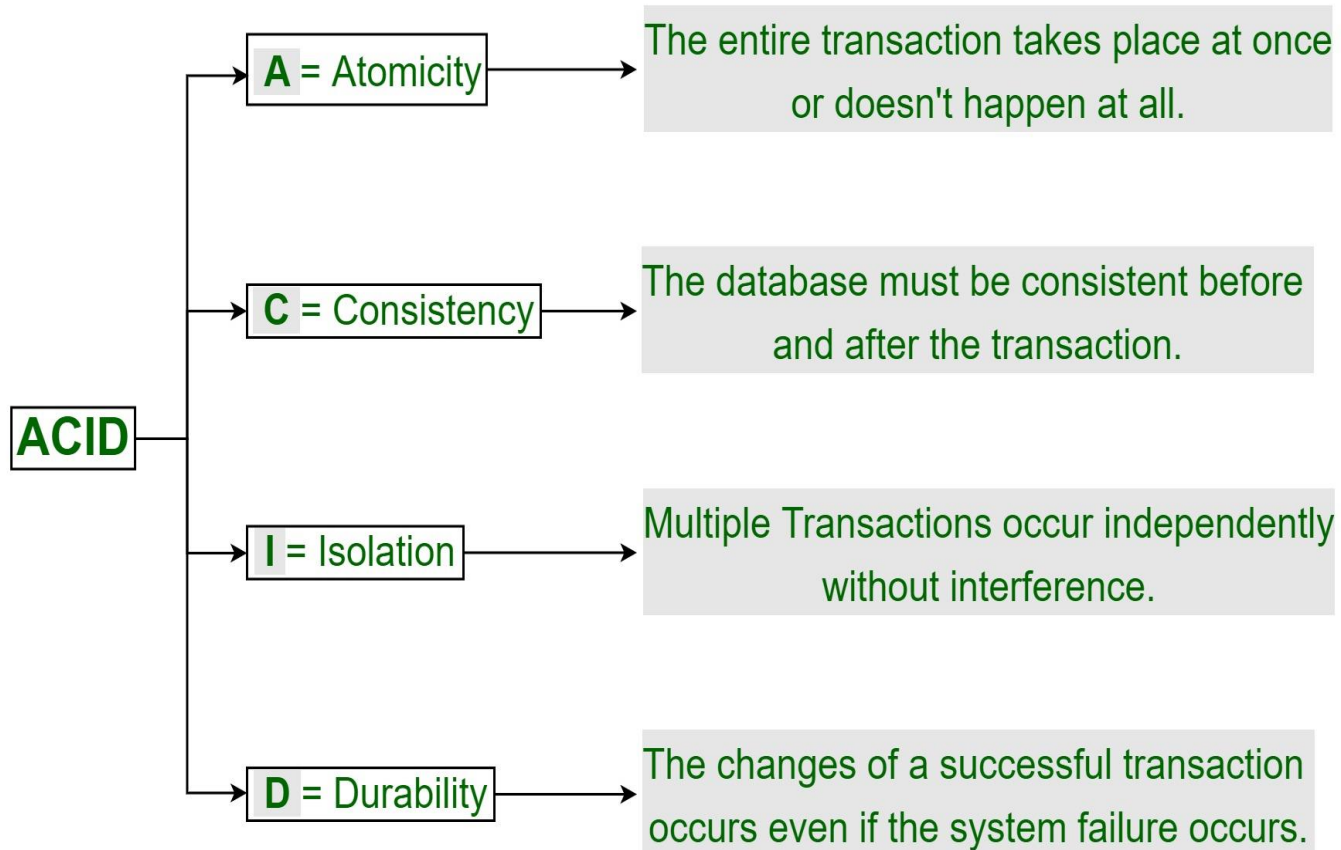 ACID
A = Atomicity
The entire transaction takes place at once
or doesn't happen at all.
C = Consistency
The database must be consistent before
and after the transaction.
I = Isolation
Multiple Transactions occur independently
without interference.
D = Durability
The changes of a successful transaction
occurs even if the system failure occurs.